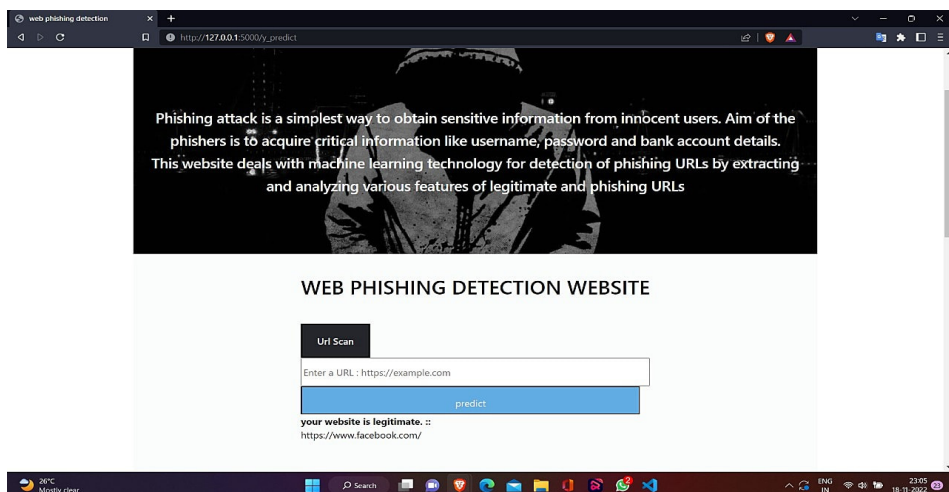 web phishing detection
http://127.0.0.1:5000/y_predict
Phishing attack is a simplest way to obtain sensitive information from innocent users. Aim of the
phishers is to acquire critical information like username, password and bank account details.
This website deals with machine learning technology for detection of phishing URLs by extracting
and analyzing various features of legitimate and phishing URLs
WEB PHISHING DETECTION WEBSITE
Url Scan
Enter a URL : https://example.com
predict
your website is legitimate. ::
https://www.facebook.com/
26°C
Mostly clear
Search
ENG
IN
23:05
18-11-2022